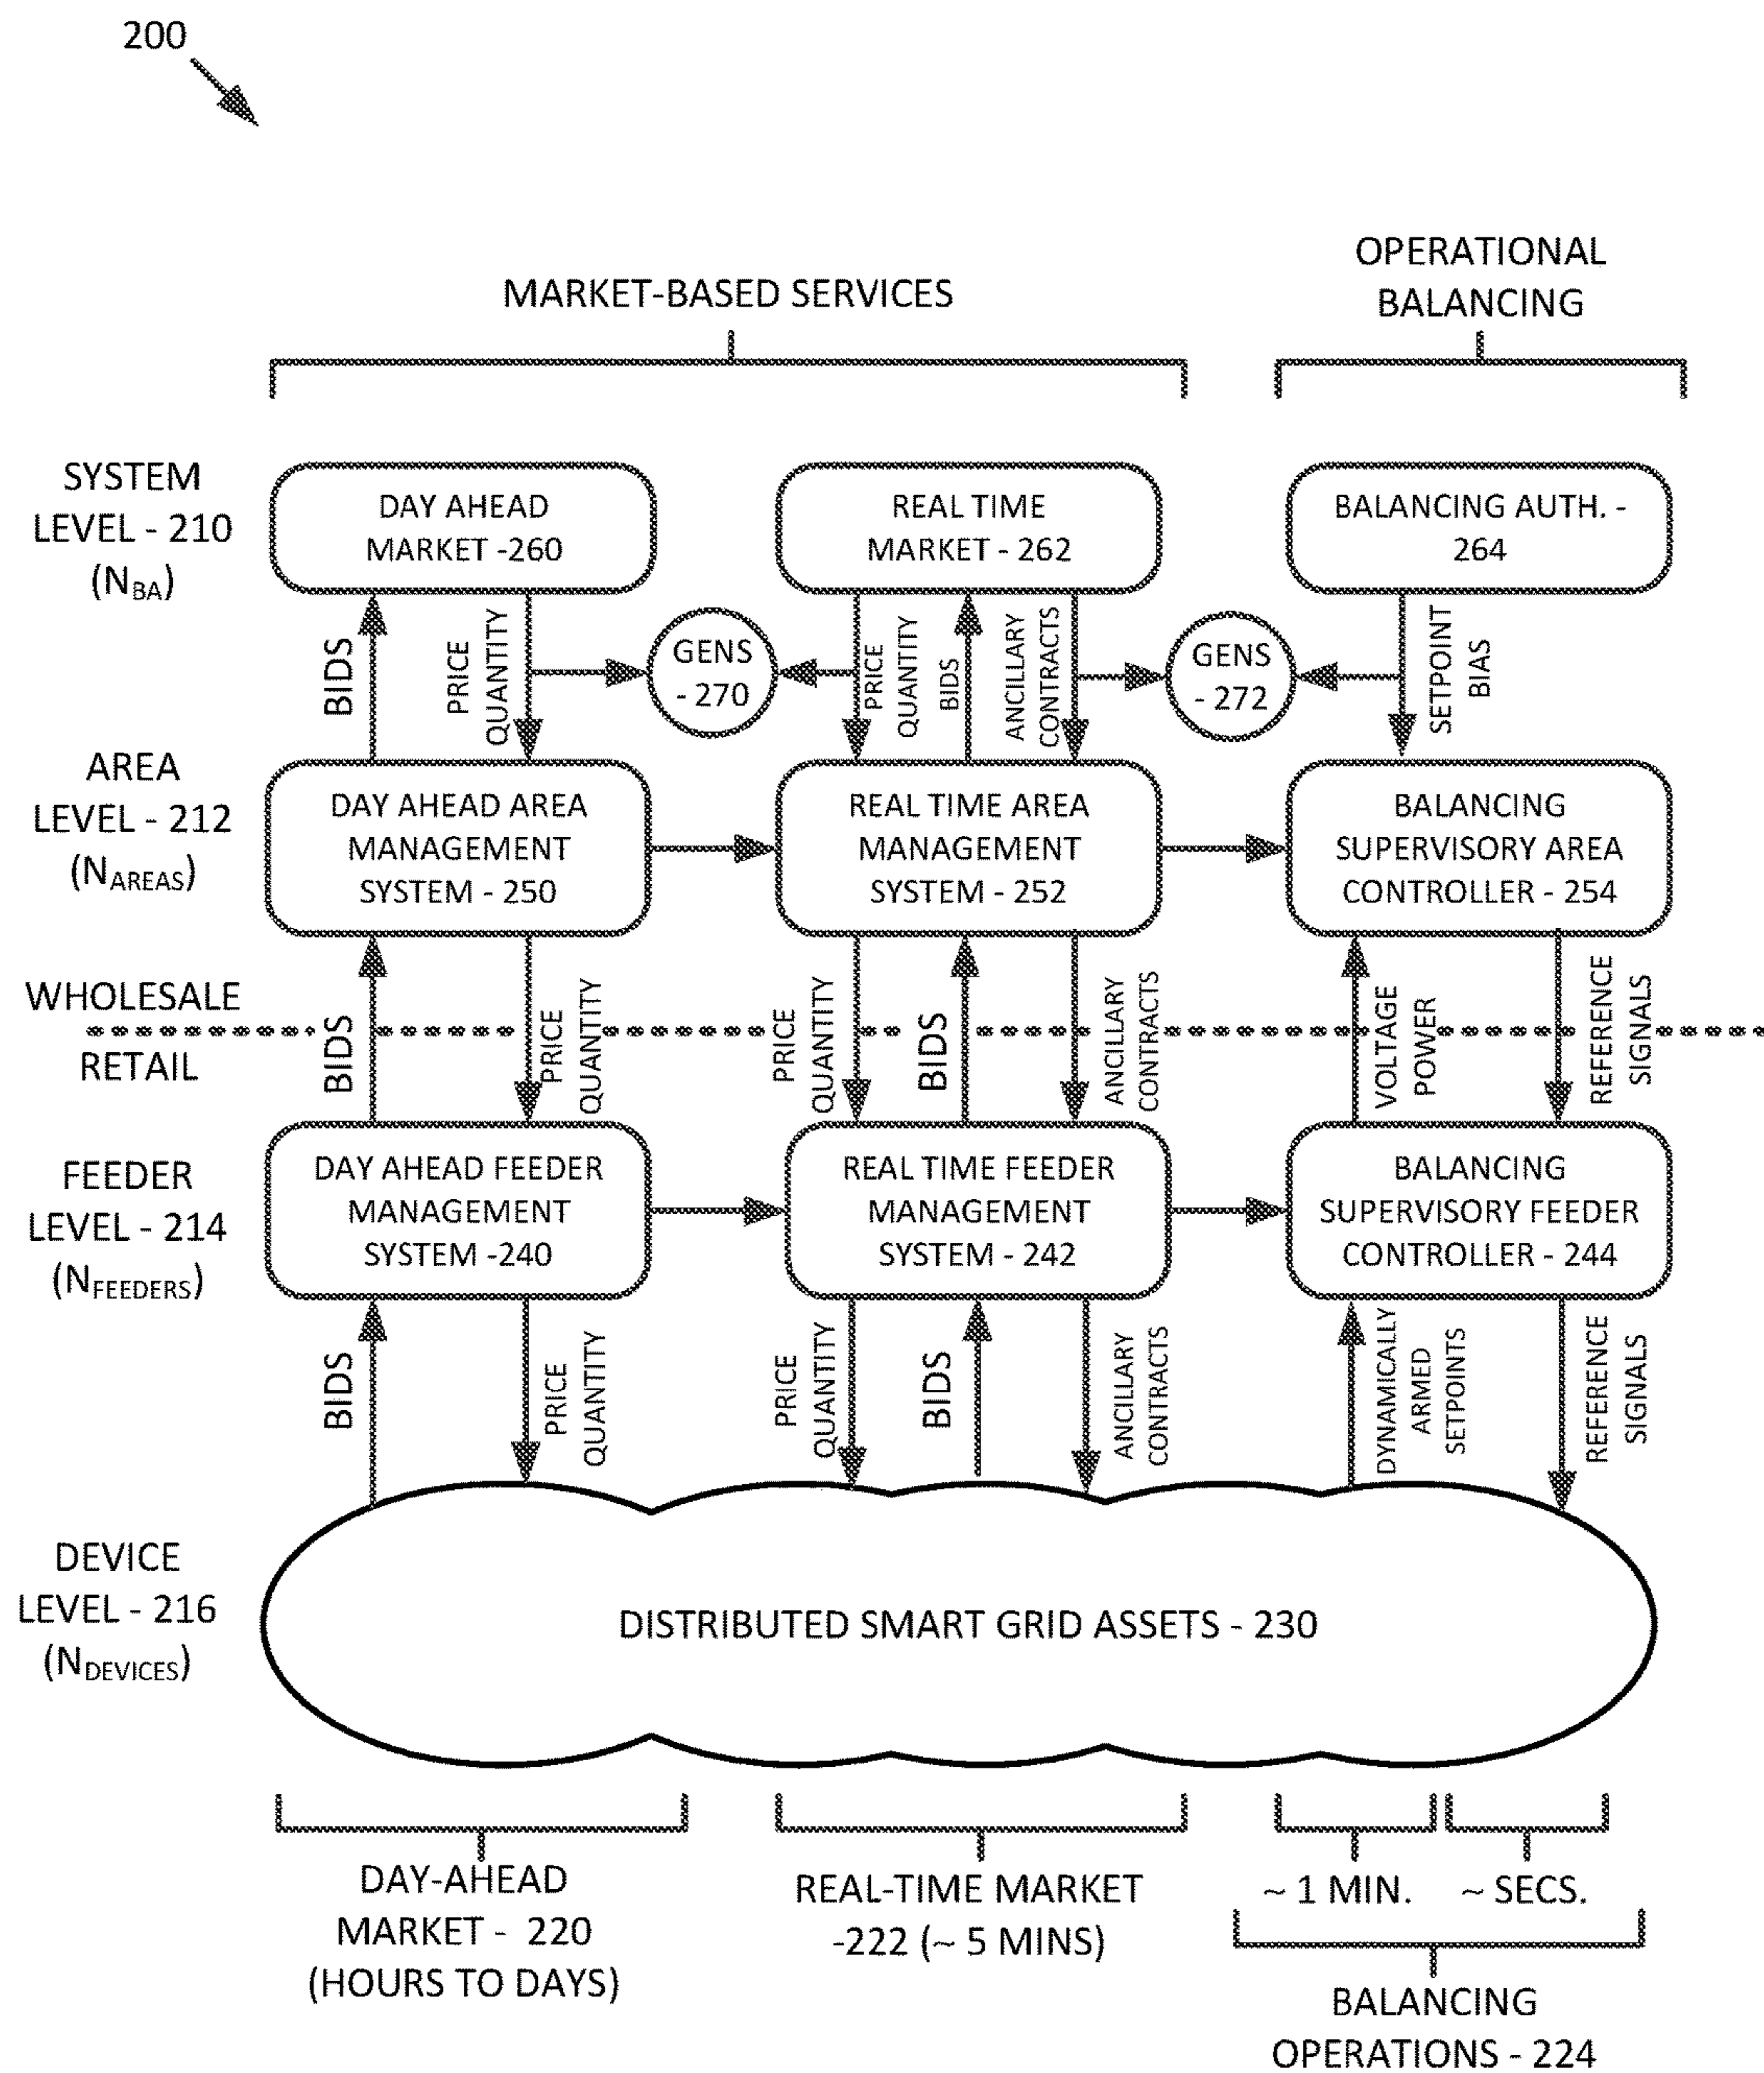 200
MARKET-BASED SERVICES
OPERATIONAL
BALANCING
SYSTEM
LEVEL - 210
(NBA)
DAY AHEAD
MARKET -260
REAL TIME
MARKET - 262
BALANCING AUTH. -
264
BIDS
PRICE
QUANTITY
GENS
- 270
PRICE
QUANTITY
BIDS
ANCILLARY
CONTRACTS
GENS
- 272
SETPOINT
BIAS
AREA
LEVEL - 212
(NAREAS)
DAY AHEAD AREA
MANAGEMENT
SYSTEM - 250
REAL TIME AREA
MANAGEMENT
SYSTEM - 252
BALANCING
SUPERVISORY AREA
CONTROLLER - 254
WHOLESALE
RETAIL
BIDS
PRICE
QUANTITY
PRICE
QUANTITY
BIDS
ANCILLARY
CONTRACTS
VOLTAGE
POWER
REFERENCE
SIGNALS
FEEDER
LEVEL - 214
(NFEEDERS)
DAY AHEAD FEEDER
MANAGEMENT
SYSTEM -240
REAL TIME FEEDER
MANAGEMENT
SYSTEM - 242
BALANCING
SUPERVISORY FEEDER
CONTROLLER - 244
BIDS
PRICE
QUANTITY
PRICE
QUANTITY
BIDS
ANCILLARY
CONTRACTS
DYNAMICALLY
ARMED
SETPOINTS
REFERENCE
SIGNALS
DEVICE
LEVEL - 216
(NDEVICES)
DISTRIBUTED SMART GRID ASSETS - 230
DAY-AHEAD
MARKET - 220
(HOURS TO DAYS)
REAL-TIME MARKET
-222 (~ 5 MINS)
~ 1 MIN.
~ SECS.
BALANCING
OPERATIONS - 224